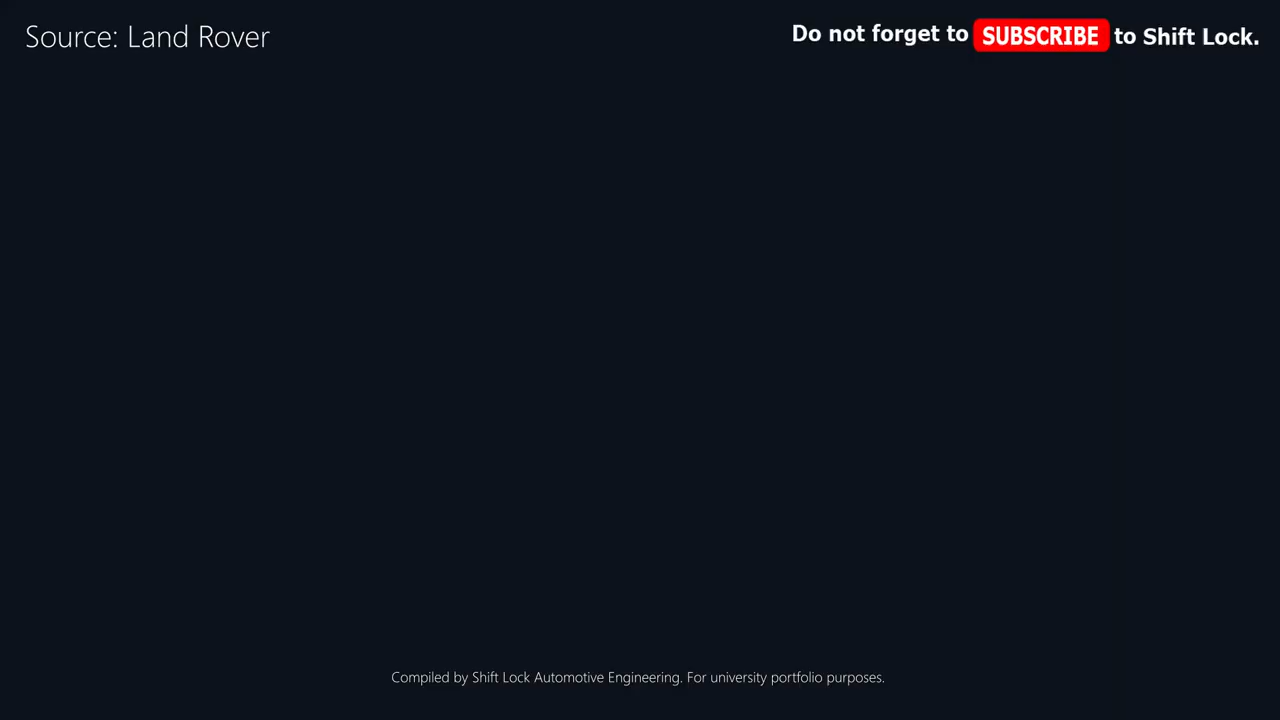 Source: Land Rover
Do not forget to SUBSCRIBE to Shift Lock.
Compiled by Shift Lock Automotive Engineering. For university portfolio purposes.